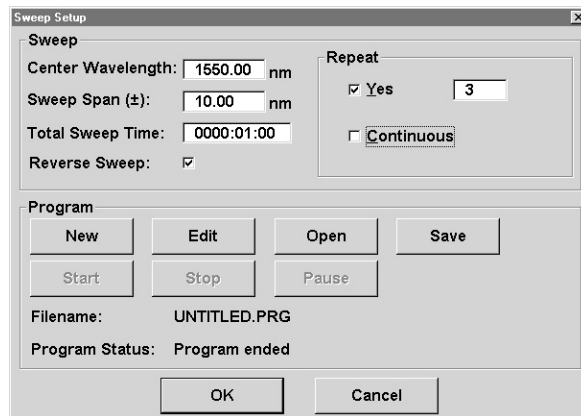 Sweep Setup
Sweep
Center Wavelength: 1550.00 nm
Sweep Span (±): 10.00 nm
Total Sweep Time: 0000:01:00
Reverse Sweep:
Repeat
Yes 3
Continuous
Program
New Edit Open Save
Start Stop Pause
Filename: UNTITLED.PRG
Program Status: Program ended
OK Cancel